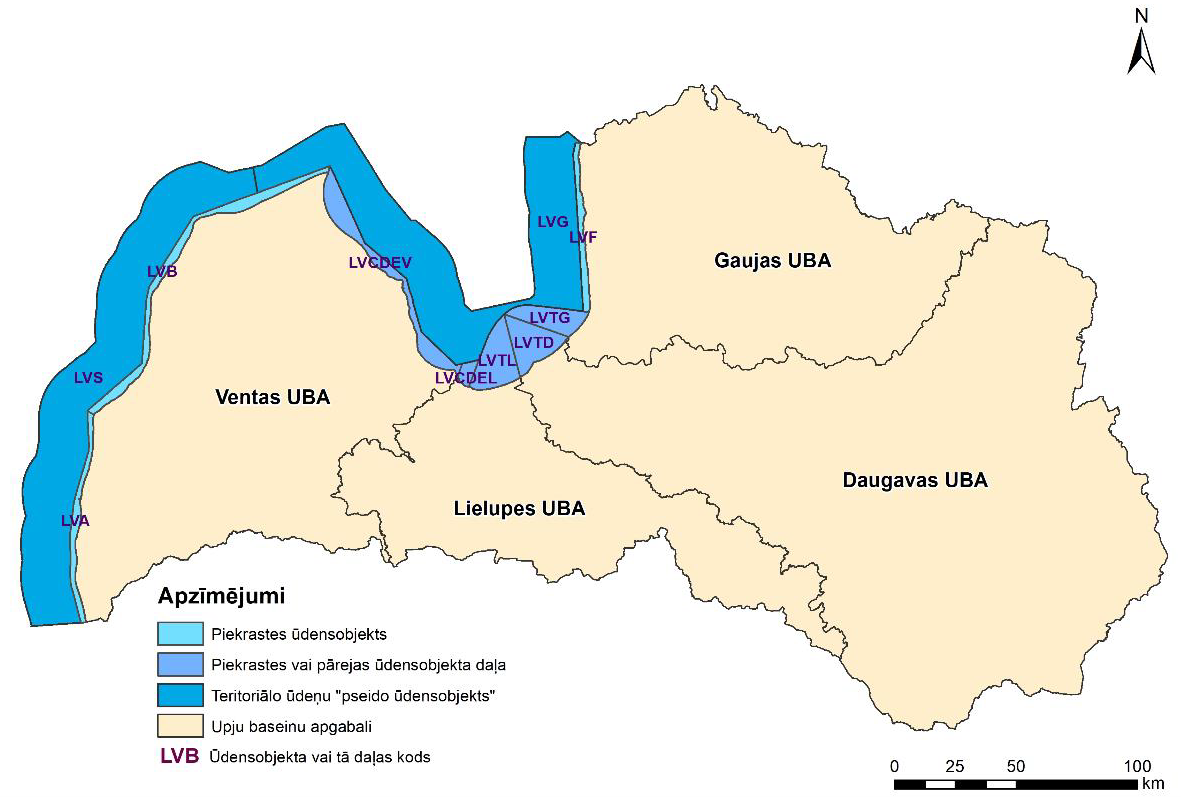 N
LVG
LVF
LVB
LVCDEV
Gaujas UBA
LVTG
LVTD
LVTL
LVCDEL
LVS
Ventas UBA
Daugavas UBA
Lielupes UBA
LVA
Apzīmējumi
Piekrastes ūdensobjekts
Piekrastes vai pārejas ūdensobjekta daļa
Teritoriālo ūdeņu "pseido ūdensobjekts"
Upju baseinu apgabali
LVB Ūdensobjekta vai tā daļas kods
0 25 50 100
km